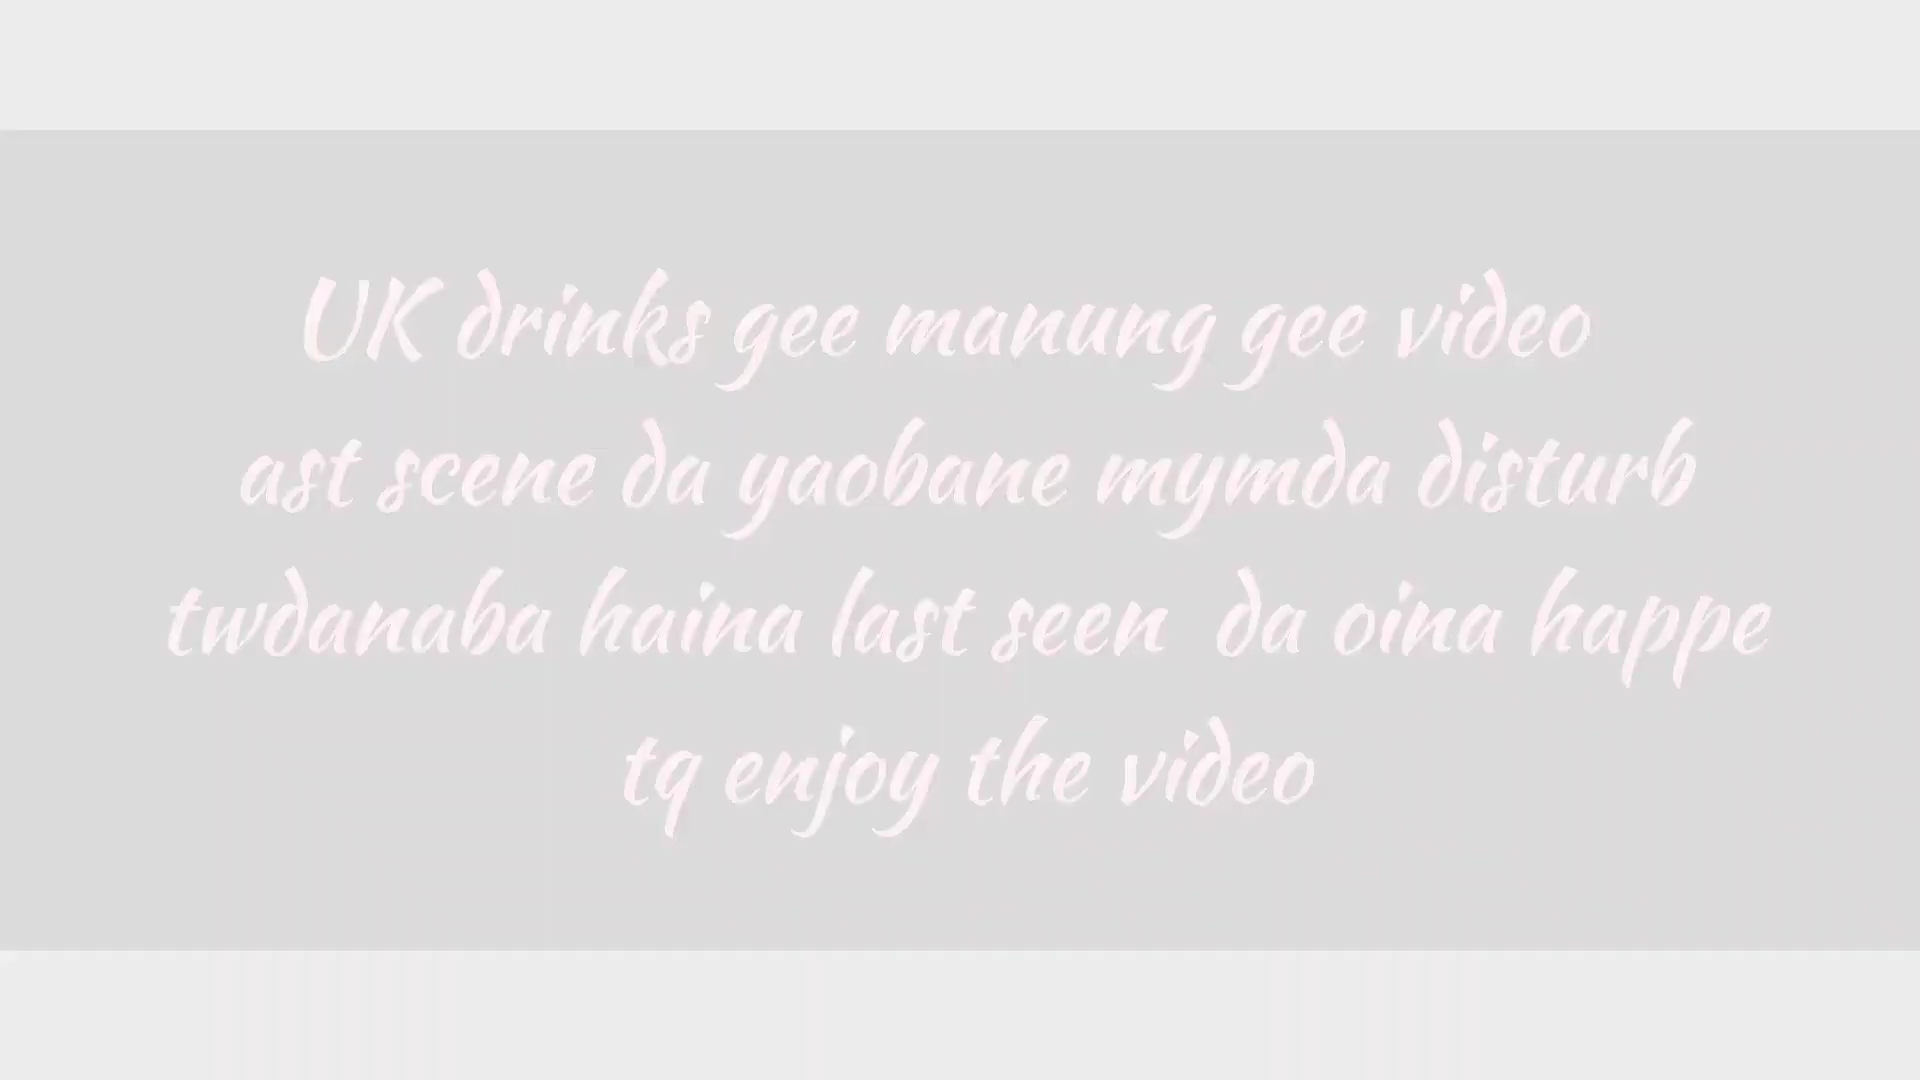 UK drinks gee manung gee video
ast scene da yaobane mymda disturb
twdanaba haina last seen da oina happe
tq enjoy the video